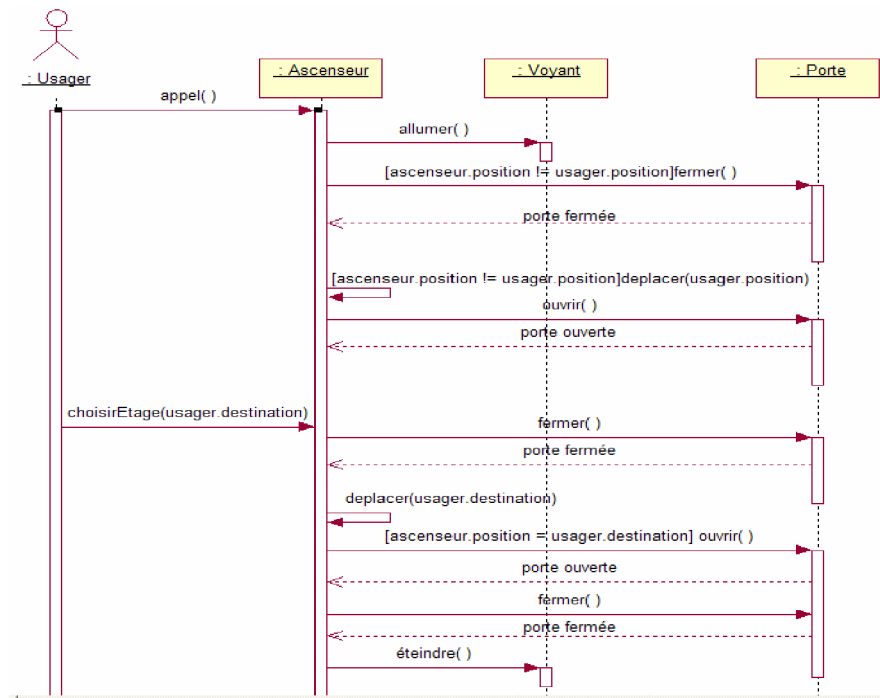 : Usager
: Ascenseur
: Voyant
: Porte
appel( )
allumer( )
[ascenseur.position != usager.position]fermer( )
porte fermée
[ascenseur.position != usager.position]deplacer(usager.position)
ouvrir( )
porte ouverte
choisirEtage(usager.destination)
fermer( )
porte fermée
deplacer(usager.destination)
[ascenseur.position = usager.destination] ouvrir( )
porte ouverte
fermer( )
porte fermée
éteindre( )